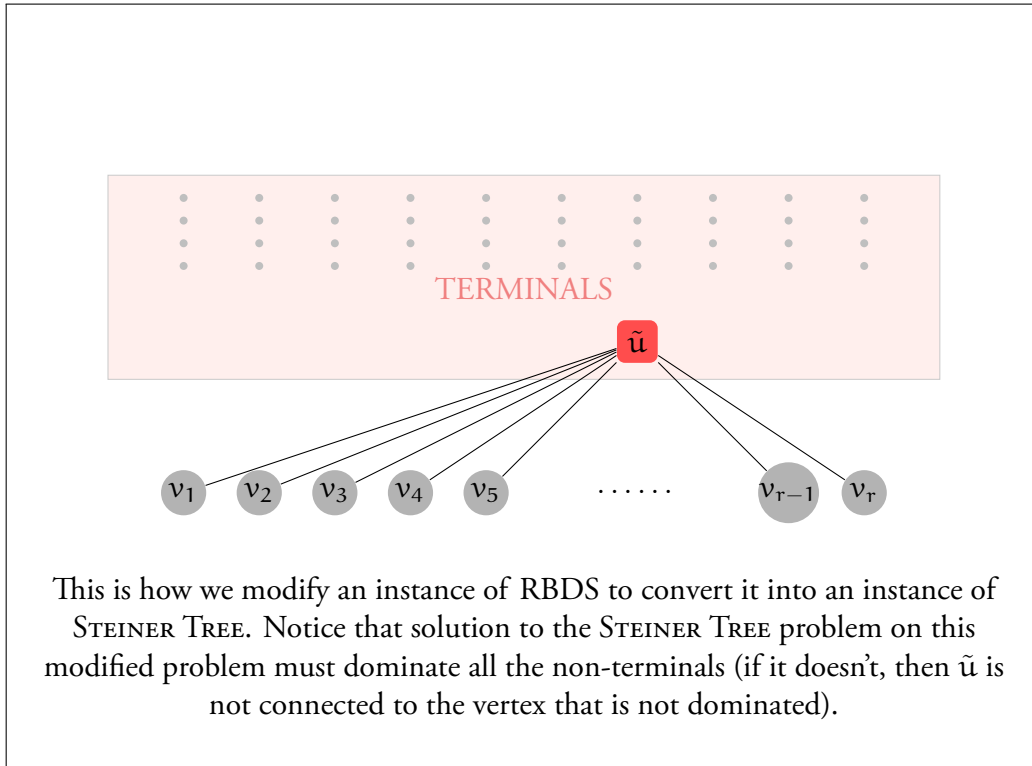 TERMINALS
ũ
v₁ v₂ v₃ v₄ v₅ ...... vᵣ₋₁ vᵣ
This is how we modify an instance of RBDS to convert it into an instance of
STEINER TREE. Notice that solution to the STEINER TREE problem on this
modified problem must dominate all the non-terminals (if it doesn't, then ũ is
not connected to the vertex that is not dominated).